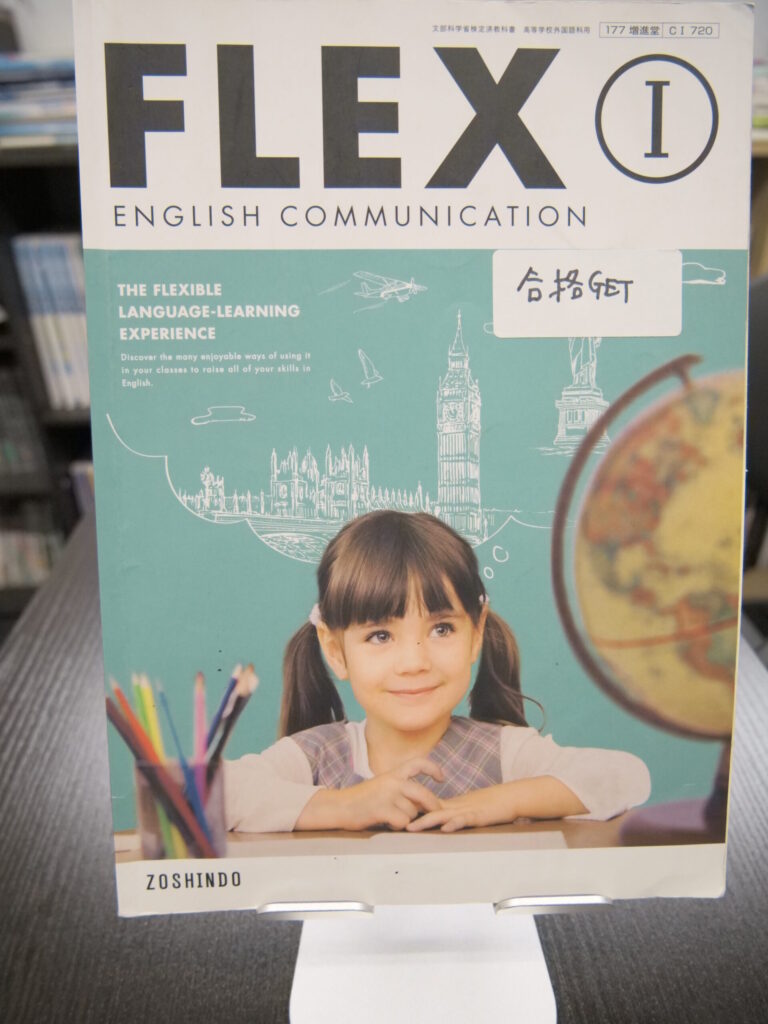 文部科学省検定済教科書 高等学校外国語科用 177 増進堂 CⅠ 720
FLEX Ⅰ
ENGLISH COMMUNICATION
合格GET
THE FLEXIBLE
LANGUAGE-LEARNING
EXPERIENCE
Discover the many enjoyable ways of using it
in your classes to raise all of your skills in
English.
ZOSHINDO